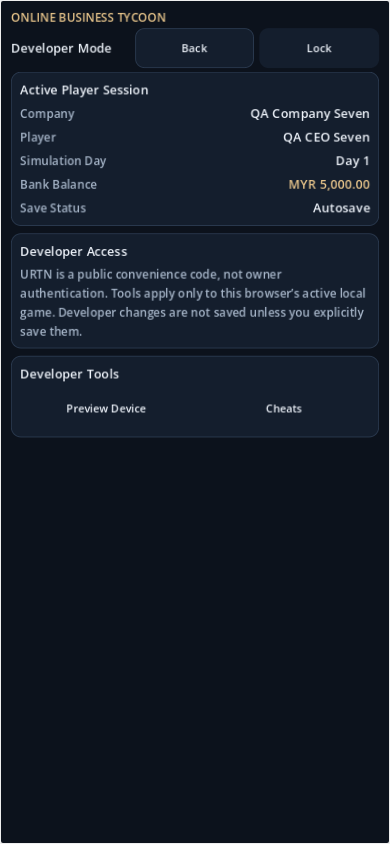 ONLINE BUSINESS TYCOON
Developer Mode Back Lock
Active Player Session
Company QA Company Seven
Player QA CEO Seven
Simulation Day Day 1
Bank Balance MYR 5,000.00
Save Status Autosave
Developer Access
URTN is a public convenience code, not owner
authentication. Tools apply only to this browser's active local
game. Developer changes are not saved unless you explicitly
save them.
Developer Tools
Preview Device Cheats